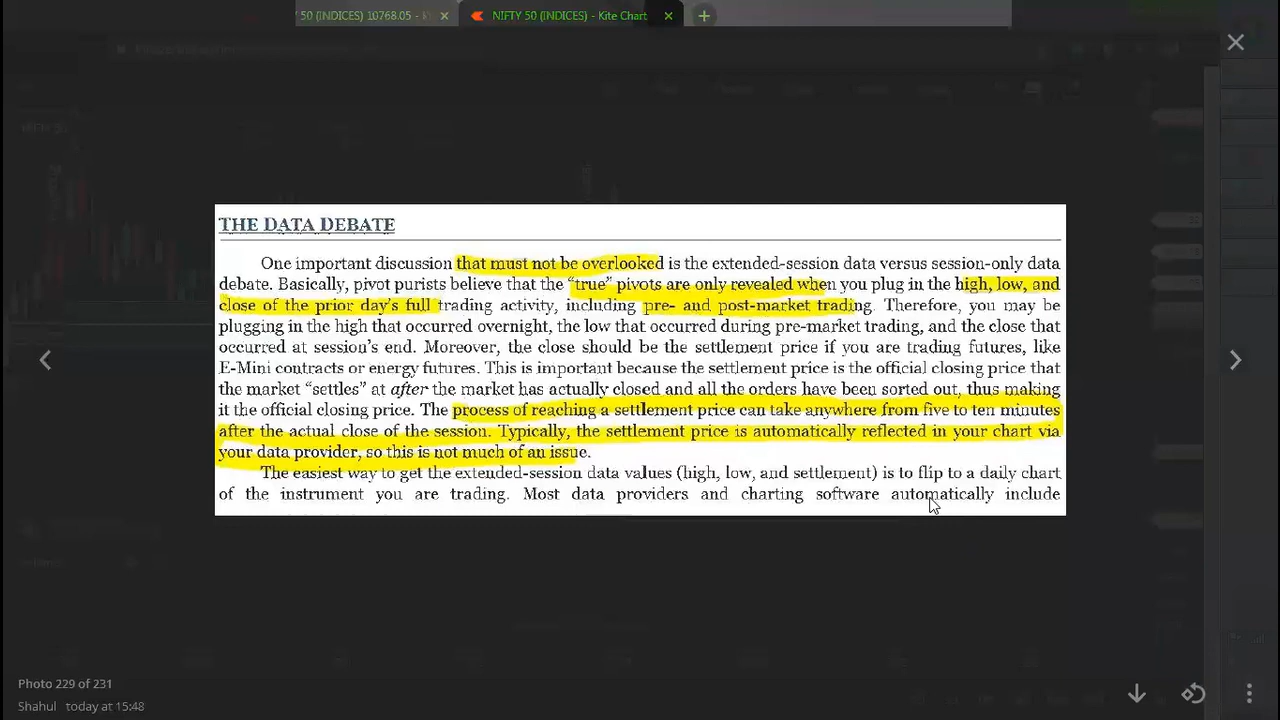 50 (INDICES) 10768.05 - K
NIFTY 50 (INDICES) - Kite Chart
THE DATA DEBATE
One important discussion that must not be overlooked is the extended-session data versus session-only data
debate. Basically, pivot purists believe that the “true” pivots are only revealed when you plug in the high, low, and
close of the prior day's full trading activity, including pre- and post-market trading. Therefore, you may be
plugging in the high that occurred overnight, the low that occurred during pre-market trading, and the close that
occurred at session's end. Moreover, the close should be the settlement price if you are trading futures, like
E-Mini contracts or energy futures. This is important because the settlement price is the official closing price that
the market “settles” at after the market has actually closed and all the orders have been sorted out, thus making
it the official closing price. The process of reaching a settlement price can take anywhere from five to ten minutes
after the actual close of the session. Typically, the settlement price is automatically reflected in your chart via
your data provider, so this is not much of an issue.
The easiest way to get the extended-session data values (high, low, and settlement) is to flip to a daily chart
of the instrument you are trading. Most data providers and charting software automatically include
Photo 229 of 231
Shahul today at 15:48